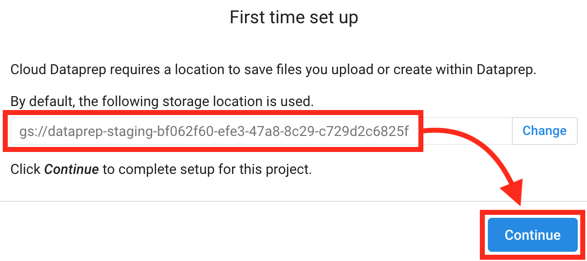 First time set up
Cloud Dataprep requires a location to save files you upload or create within Dataprep.
By default, the following storage location is used.
gs://dataprep-staging-bf062f60-efe3-47a8-8c29-c729d2c6825f
Change
Click Continue to complete setup for this project.
Continue